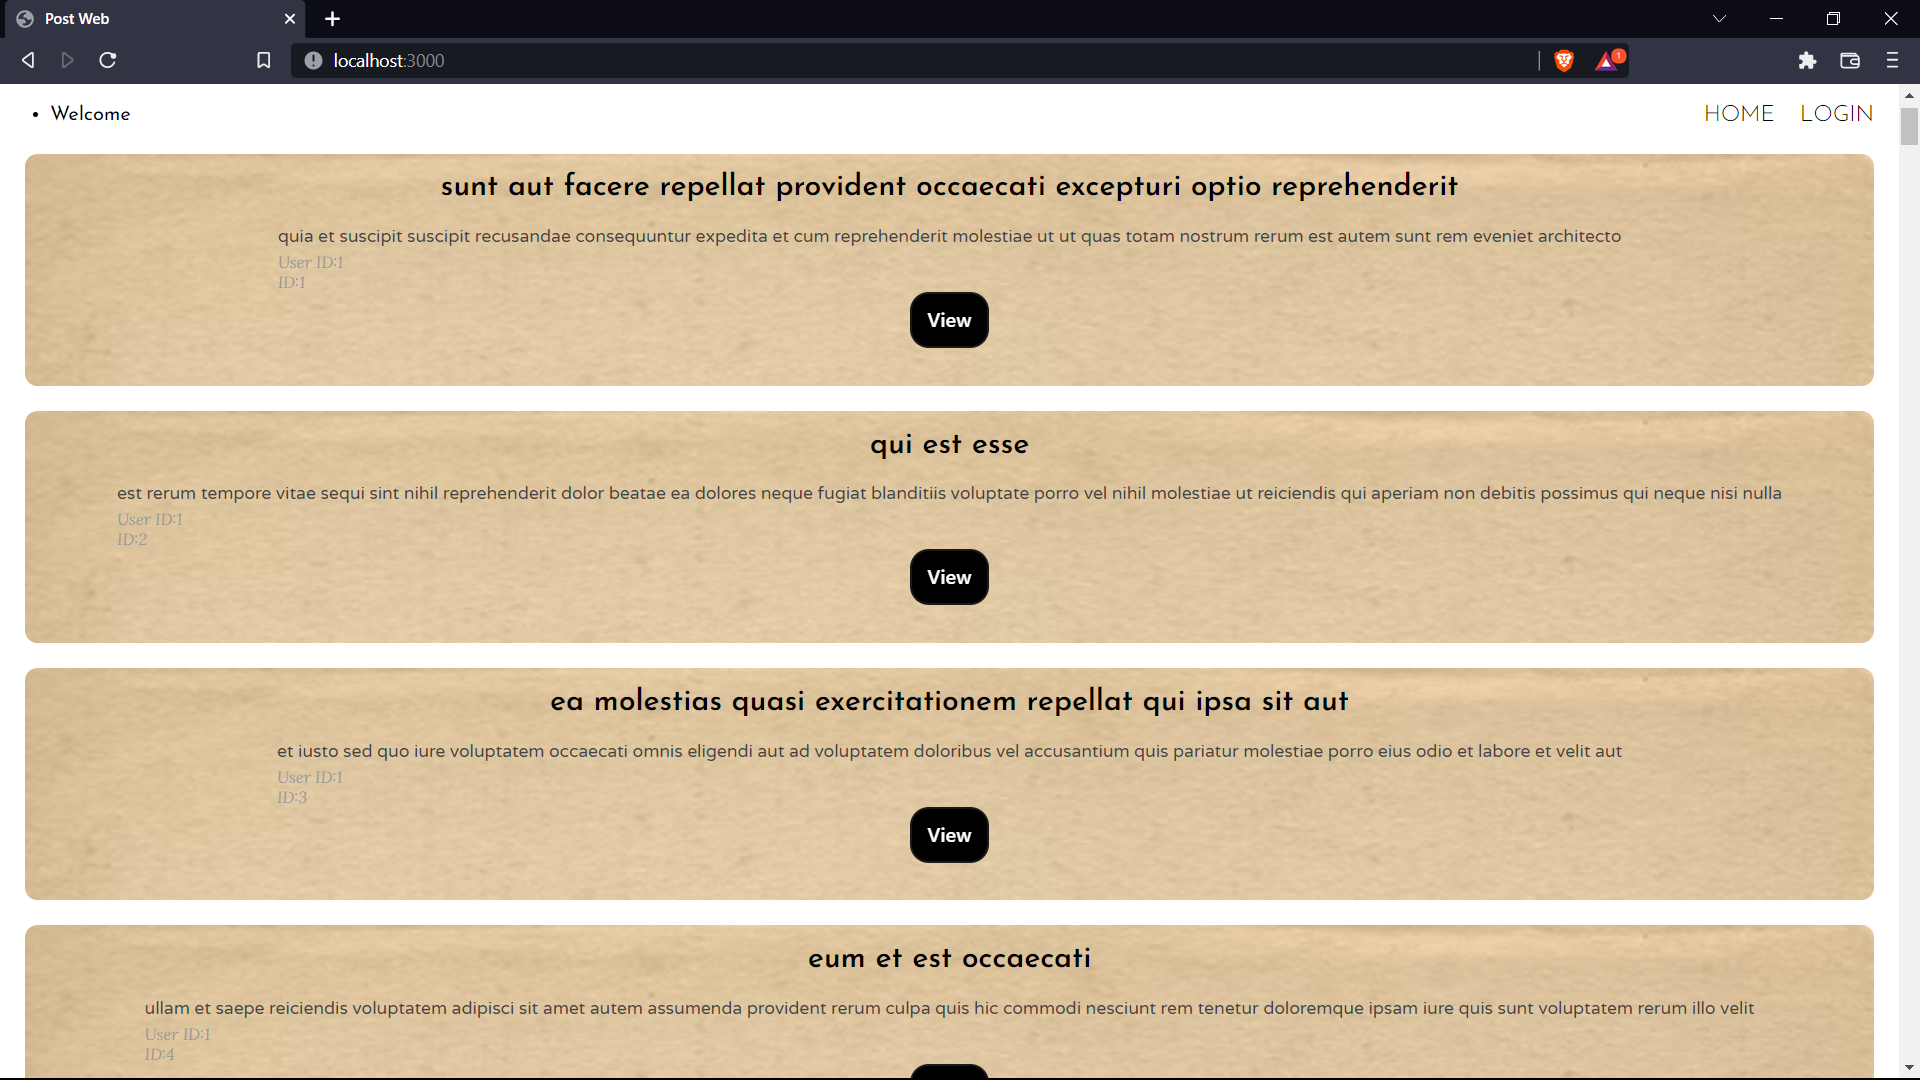 Post Web
localhost:3000
1
• Welcome
HOME LOGIN
sunt aut facere repellat provident occaecati excepturi optio reprehenderit
quia et suscipit suscipit recusandae consequuntur expedita et cum reprehenderit molestiae ut ut quas totam nostrum rerum est autem sunt rem eveniet architecto
User ID:1
ID:1
View
qui est esse
est rerum tempore vitae sequi sint nihil reprehenderit dolor beatae ea dolores neque fugiat blanditiis voluptate porro vel nihil molestiae ut reiciendis qui aperiam non debitis possimus qui neque nisi nulla
User ID:1
ID:2
View
ea molestias quasi exercitationem repellat qui ipsa sit aut
et iusto sed quo iure voluptatem occaecati omnis eligendi aut ad voluptatem doloribus vel accusantium quis pariatur molestiae porro eius odio et labore et velit aut
User ID:1
ID:3
View
eum et est occaecati
ullam et saepe reiciendis voluptatem adipisci sit amet autem assumenda provident rerum culpa quis hic commodi nesciunt rem tenetur doloremque ipsam iure quis sunt voluptatem rerum illo velit
User ID:1
ID:4